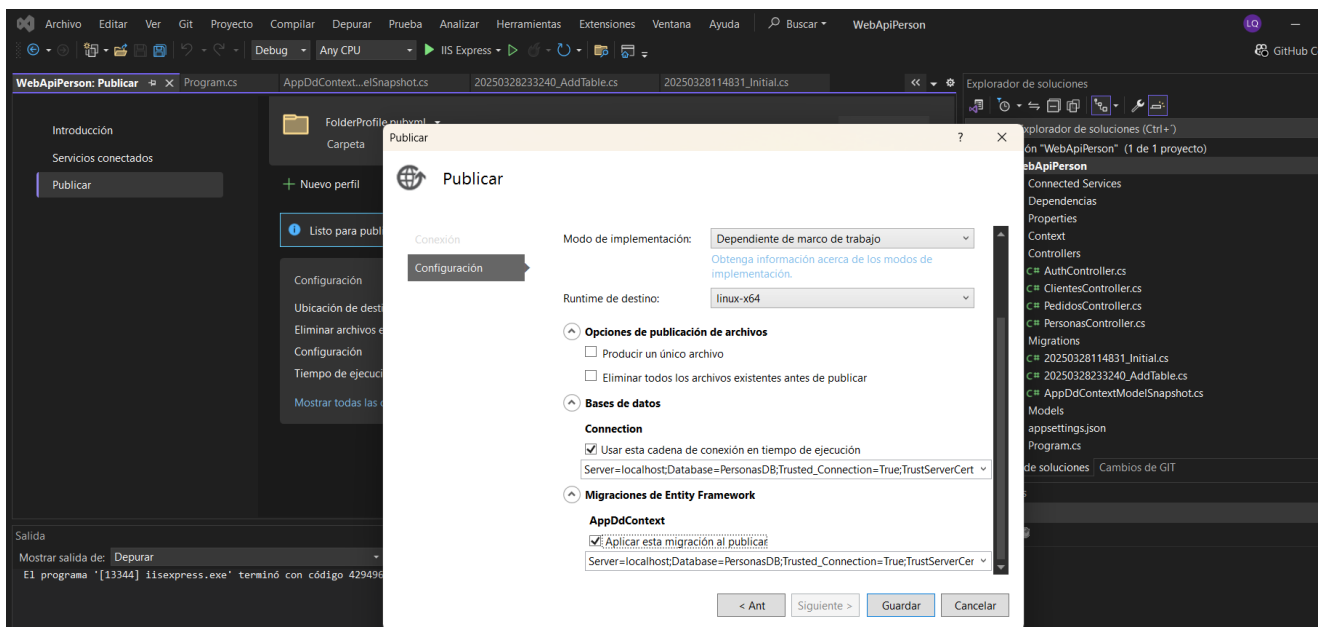 Archivo Editar Ver Git Proyecto Compilar Depurar Prueba Analizar Herramientas Extensiones Ventana Ayuda Buscar WebApiPerson LQ
Debug Any CPU IIS Express GitHub C
WebApiPerson: Publicar Program.cs AppDdContext...elSnapshot.cs 20250328233240_AddTable.cs 20250328114831_Initial.cs
Introducción
Servicios conectados
Publicar
FolderProfile.pubxml
Carpeta
Nuevo perfil
Listo para publi
Configuración
Ubicación de desti
Eliminar archivos e
Configuración
Tiempo de ejecuci
Mostrar todas las
Publicar ?
Publicar
Conexión
Configuración
Modo de implementación: Dependiente de marco de trabajo
Obtenga información acerca de los modos de
implementación.
Runtime de destino: linux-x64
Opciones de publicación de archivos
Producir un único archivo
Eliminar todos los archivos existentes antes de publicar
Bases de datos
Connection
Usar esta cadena de conexión en tiempo de ejecución
Server=localhost;Database=PersonasDB;Trusted_Connection=True;TrustServerCert
Migraciones de Entity Framework
AppDdContext
Aplicar esta migración al publicar
Server=localhost;Database=PersonasDB;Trusted_Connection=True;TrustServerCer
< Ant Siguiente > Guardar Cancelar
Explorador de soluciones
xplorador de soluciones (Ctrl+´)
ón "WebApiPerson" (1 de 1 proyecto)
ebApiPerson
Connected Services
Dependencias
Properties
Context
Controllers
C# AuthController.cs
C# ClientesController.cs
C# PedidosController.cs
C# PersonasController.cs
Migrations
C# 20250328114831_Initial.cs
C# 20250328233240_AddTable.cs
C# AppDdContextModelSnapshot.cs
Models
appsettings.json
Program.cs
de soluciones Cambios de GIT
s
Salida
Mostrar salida de: Depurar
El programa '[13344] iisexpress.exe' terminó con código 429496